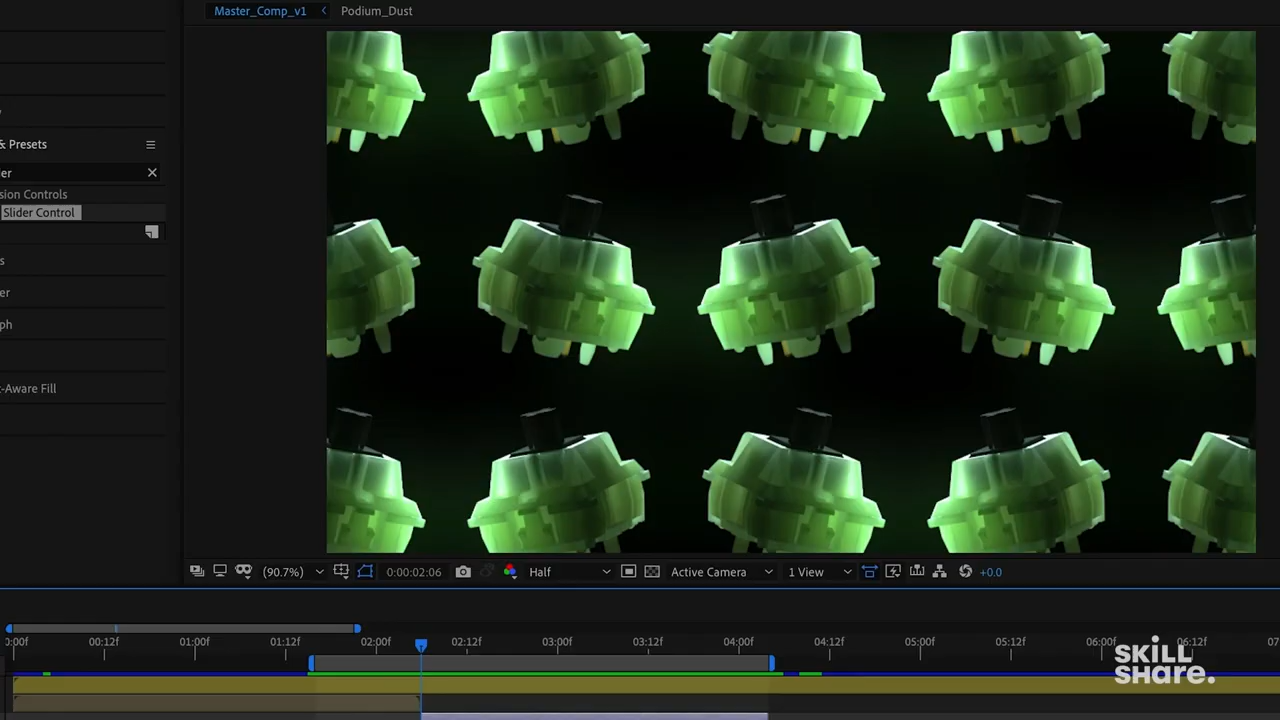 Master_Comp_v1
Podium_Dust
& Presets
er
sion Controls
Slider Control
s
er
ph
-Aware Fill
(90.7%)
0:00:02:06
Half
Active Camera
1 View
+0.0
:00f 00:12f 01:00f 01:12f 02:00f 02:12f 03:00f 03:12f 04:00f 04:12f 05:00f 05:12f 06:00f 06:12f 07
SKILL
SHARE.